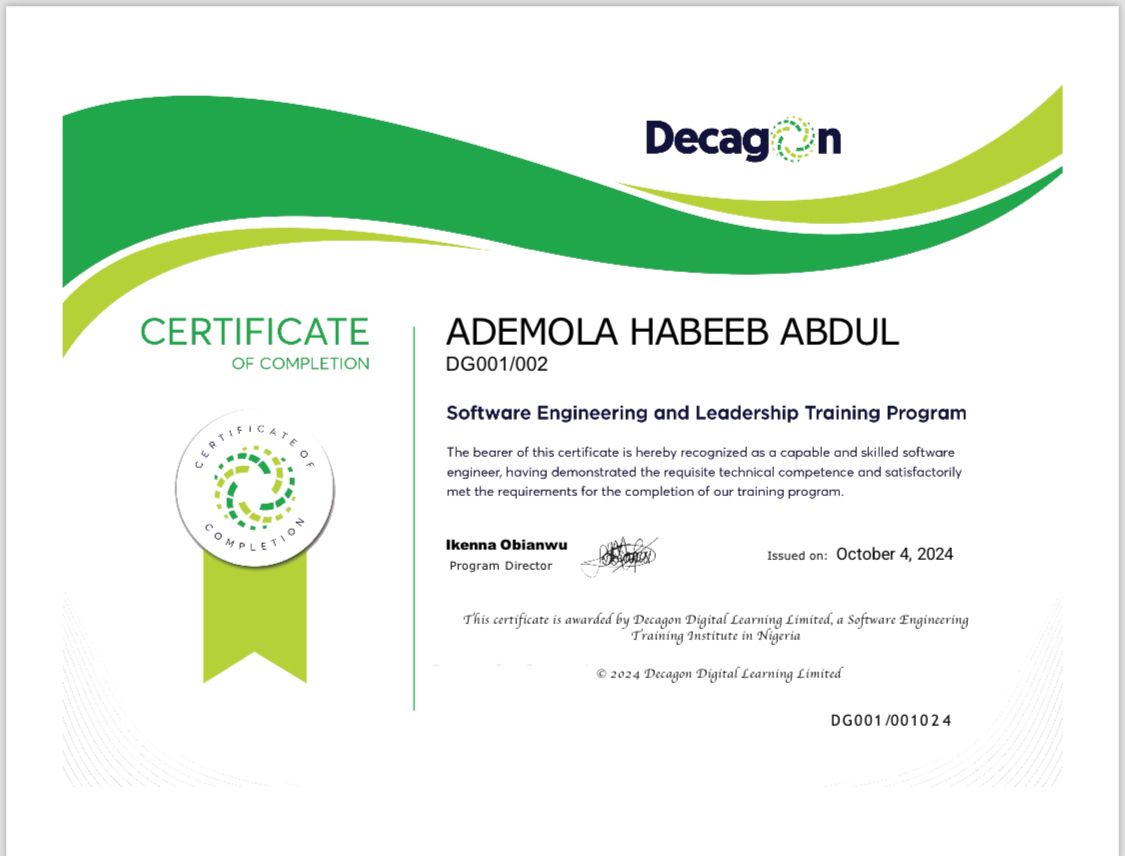 Decagon
CERTIFICATE
OF COMPLETION
CERTIFICATE OF
COMPLETION
ADEMOLA HABEEB ABDUL
DG001/002
Software Engineering and Leadership Training Program
The bearer of this certificate is hereby recognized as a capable and skilled software
engineer, having demonstrated the requisite technical competence and satisfactorily
met the requirements for the completion of our training program.
Ikenna Obianwu
Program Director
Issued on: October 4, 2024
This certificate is awarded by Decagon Digital Learning Limited, a Software Engineering
Training Institute in Nigeria
© 2024 Decagon Digital Learning Limited
DG001/001024